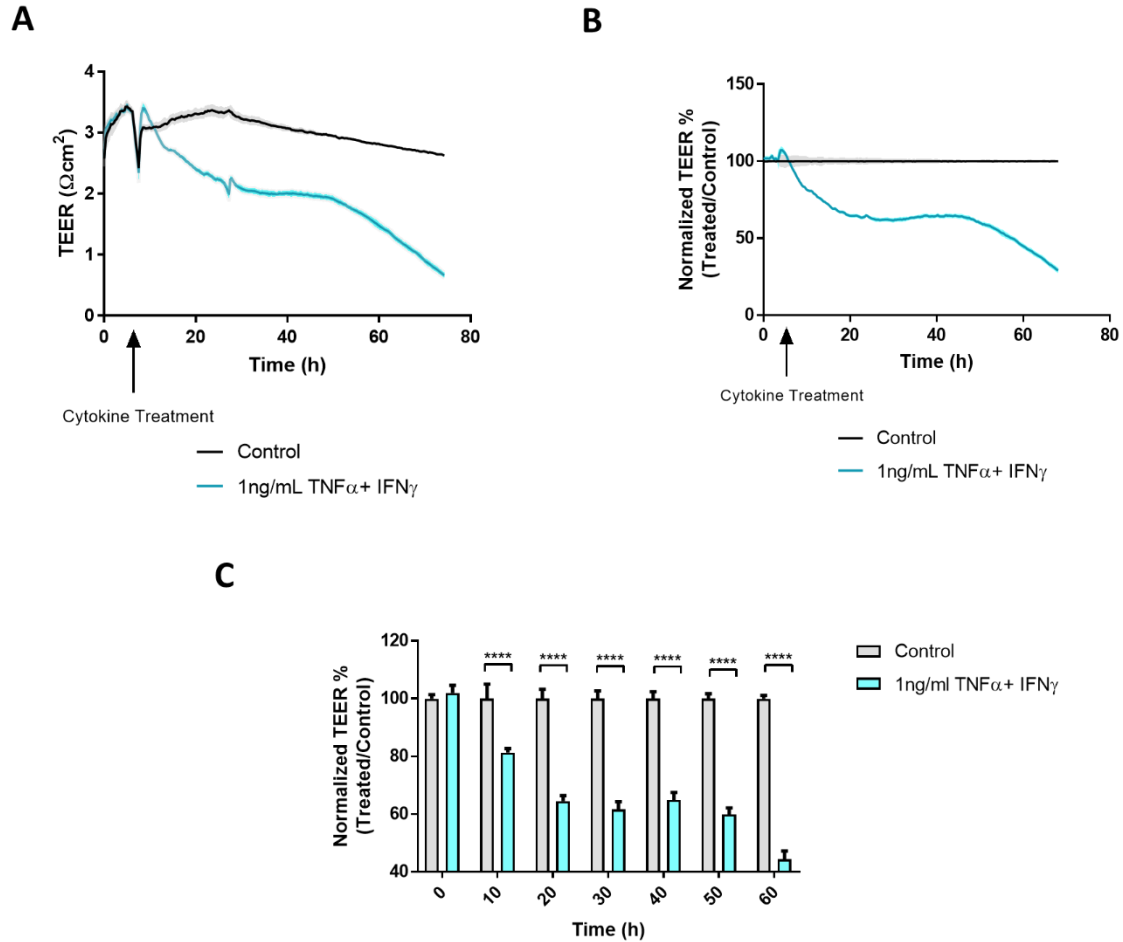 A
TEER (Ωcm²)
4
3
2
1
0
0 20 40 60 80
Time (h)
Cytokine Treatment
Control
1ng/mL TNFα+ IFNγ
B
Normalized TEER %
(Treated/Control)
150
100
50
0
0 20 40 60 80
Time (h)
Cytokine Treatment
Control
1ng/mL TNFα+ IFNγ
C
Normalized TEER %
(Treated/Control)
120
100
80
60
40
**** **** **** **** **** ****
0 10 20 30 40 50 60
Time (h)
Control
1ng/ml TNFα+ IFNγ